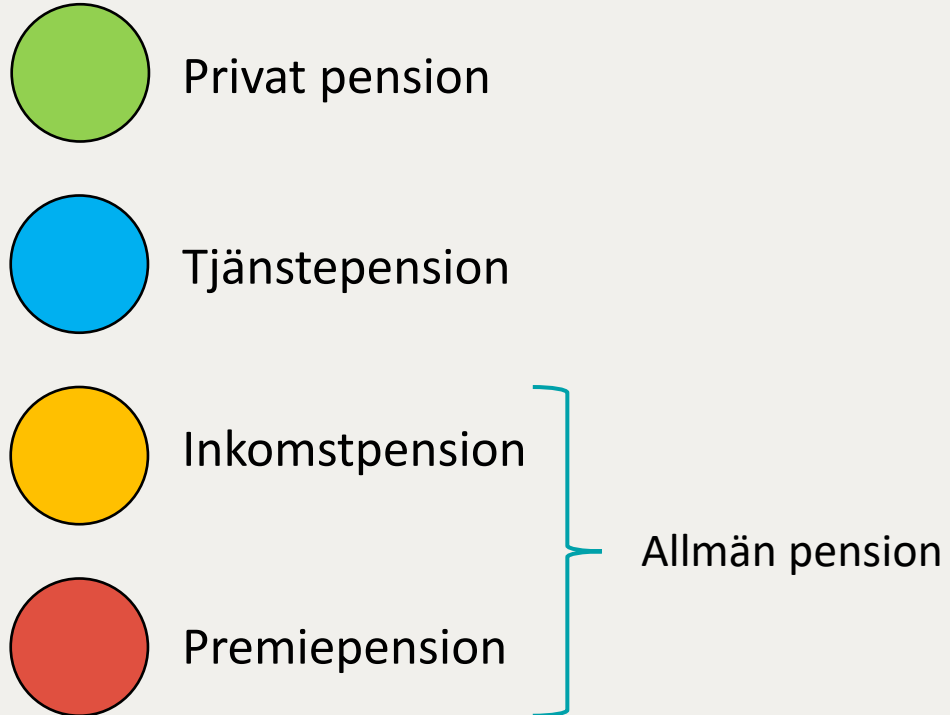 Privat pension
Tjänstepension
Inkomstpension
Allmän pension
Premiepension